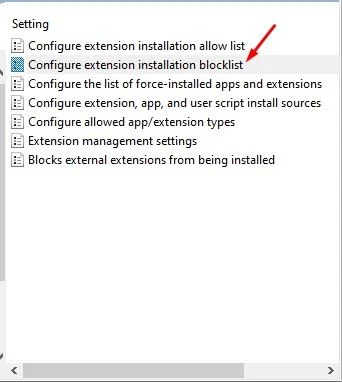 Setting
Configure extension installation allow list
Configure extension installation blocklist
Configure the list of force-installed apps and extensions
Configure extension, app, and user script install sources
Configure allowed app/extension types
Extension management settings
Blocks external extensions from being installed